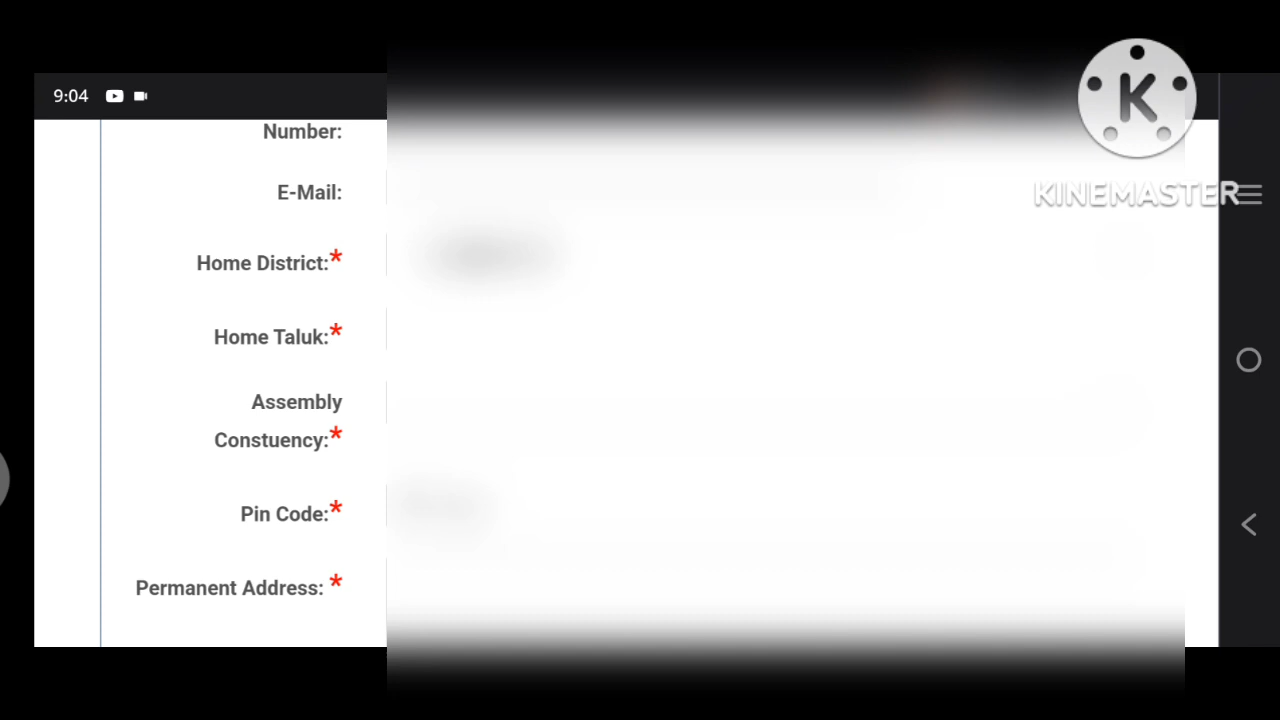 9:04
K
KINEMASTER
Number:
E-Mail:
Home District:*
Home Taluk:*
Assembly
Constuency:*
Pin Code:*
Permanent Address: *